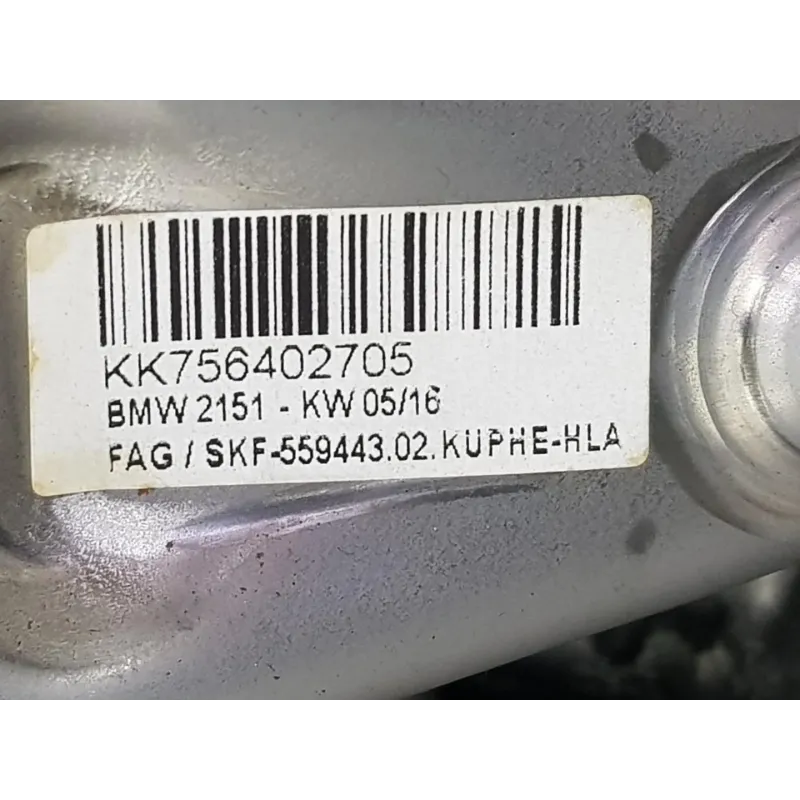 KK756402705
BMW 2151 - KW 05/16
FAG / SKF-559443.02.KUPHE-HLA